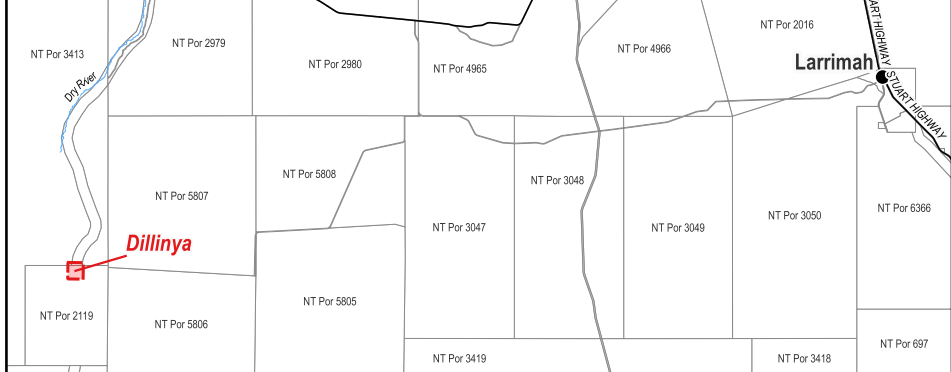 NT Por 2016
ART HIGHWAY
NT Por 2979
NT Por 4966
NT Por 3413
NT Por 2980
NT Por 4965
Larrimah
Dry River
STUART HIGHWAY
NT Por 5808
NT Por 3048
NT Por 5807
NT Por 6366
NT Por 3050
NT Por 3047
NT Por 3049
Dillinya
NT Por 5805
NT Por 2119
NT Por 5806
NT Por 697
NT Por 3419
NT Por 3418